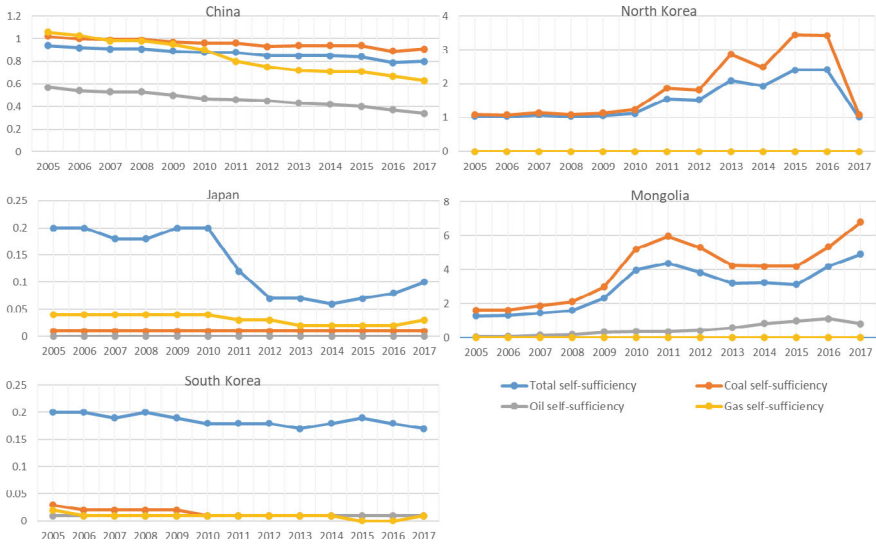 China
1.2
1
0.8
0.6
0.4
0.2
0
2005 2006 2007 2008 2009 2010 2011 2012 2013 2014 2015 2016 2017
North Korea
4
3
2
1
0
2005 2006 2007 2008 2009 2010 2011 2012 2013 2014 2015 2016 2017
Japan
0.25
0.2
0.15
0.1
0.05
0
2005 2006 2007 2008 2009 2010 2011 2012 2013 2014 2015 2016 2017
Mongolia
8
6
4
2
0
2005 2006 2007 2008 2009 2010 2011 2012 2013 2014 2015 2016 2017
South Korea
0.25
0.2
0.15
0.1
0.05
0
2005 2006 2007 2008 2009 2010 2011 2012 2013 2014 2015 2016 2017
Total self-sufficiency Coal self-sufficiency
Oil self-sufficiency Gas self-sufficiency